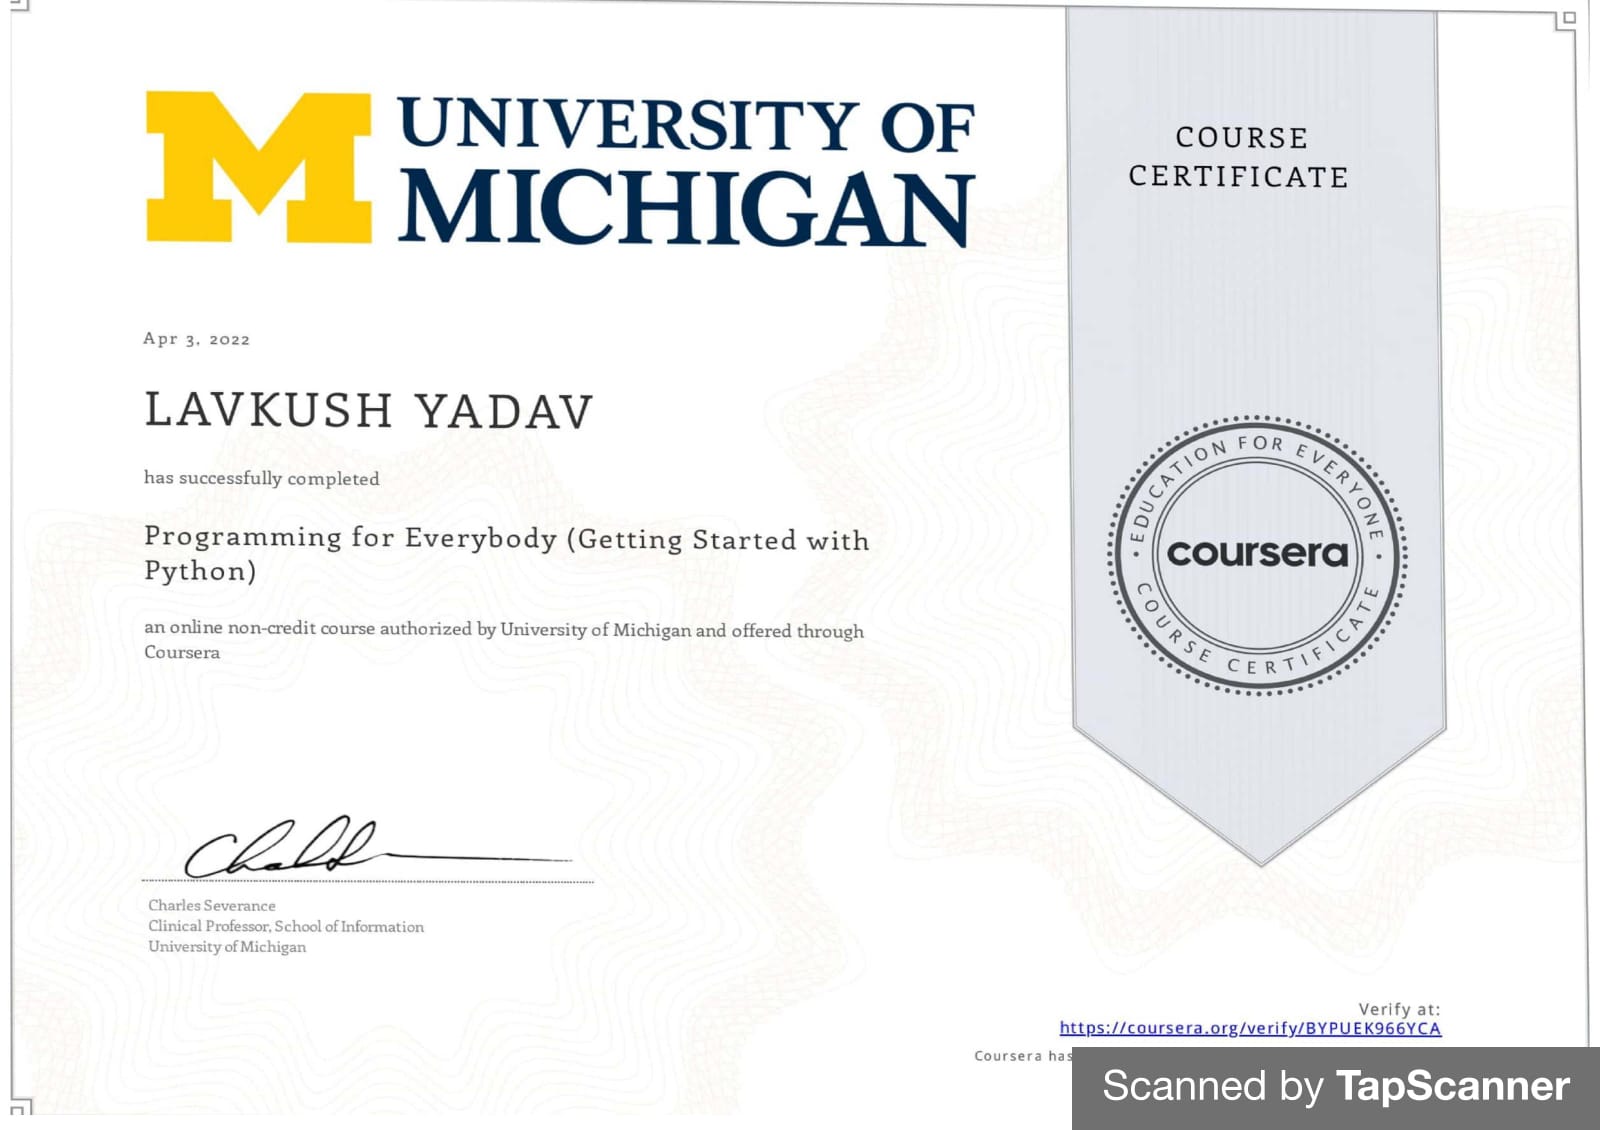 UNIVERSITY OF
MICHIGAN
COURSE
CERTIFICATE
Apr 3, 2022
LAVKUSH YADAV
has successfully completed
Programming for Everybody (Getting Started with
Python)
an online non-credit course authorized by University of Michigan and offered through
Coursera
EDUCATION FOR EVERYONE
coursera
COURSE CERTIFICATE
Charles Severance
Clinical Professor, School of Information
University of Michigan
Verify at:
https://coursera.org/verify/BYPUEK966YCA
Coursera has
Scanned by TapScanner